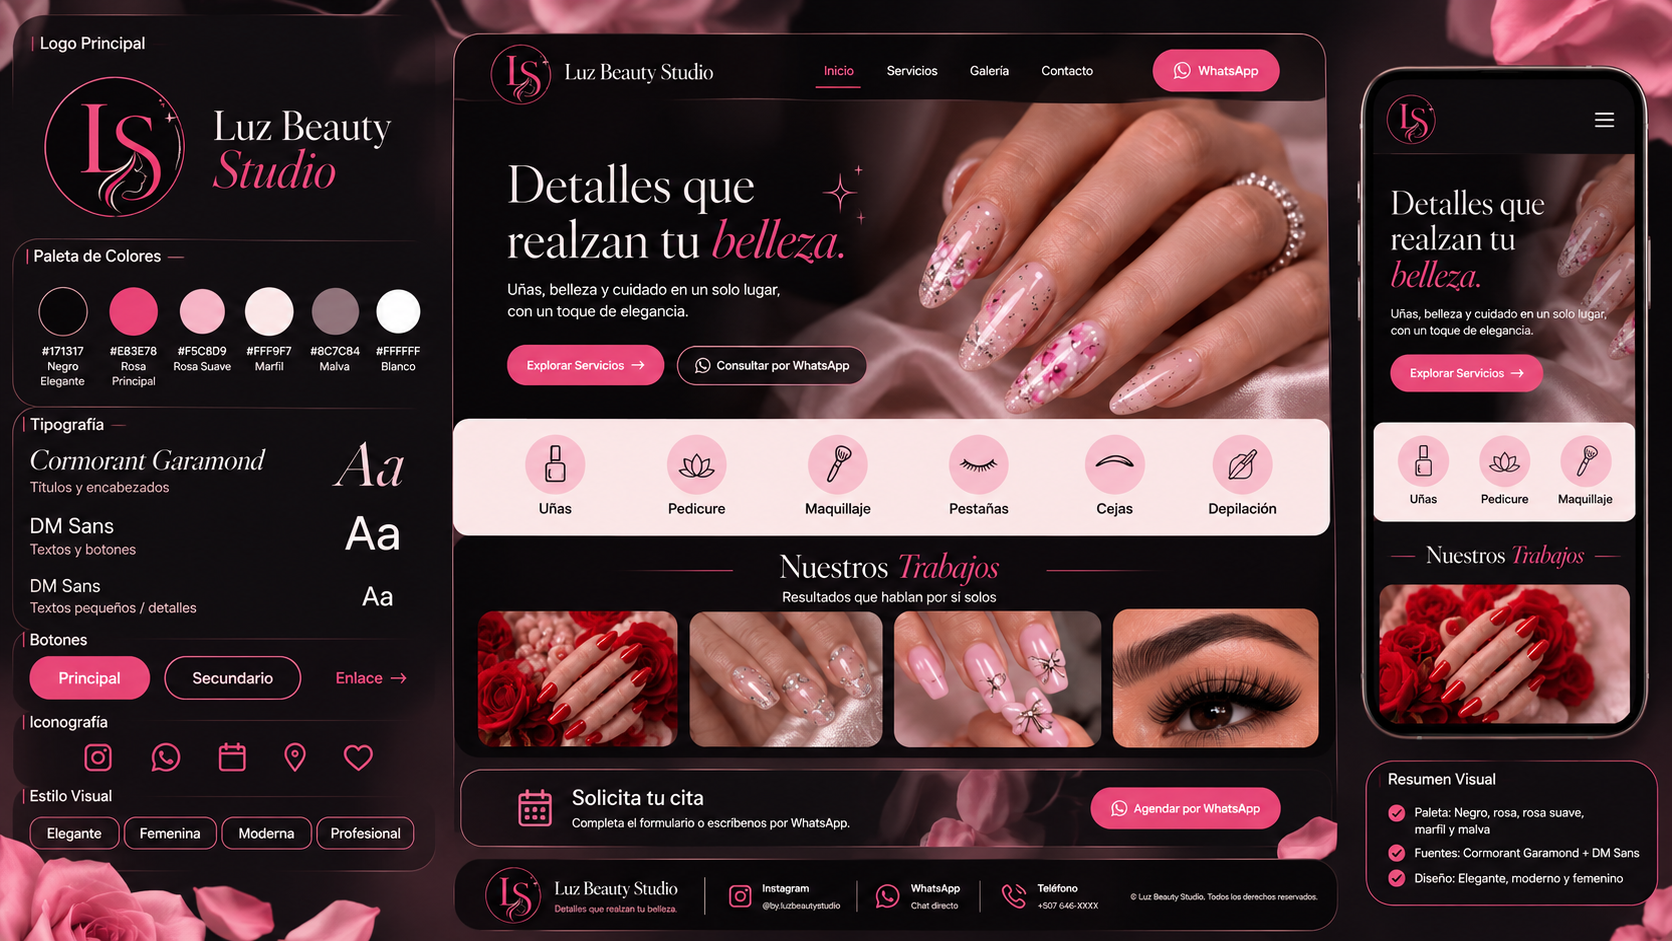 Logo Principal
LS
Luz Beauty
Studio
Paleta de Colores
#171317
Negro
Elegante
#E83E78
Rosa
Principal
#F5C8D9
Rosa Suave
#FFF9F7
Marfil
#8C7C84
Malva
#FFFFFF
Blanco
Tipografía
Cormorant Garamond
Títulos y encabezados
Aa
DM Sans
Textos y botones
Aa
DM Sans
Textos pequeños / detalles
Aa
Botones
Principal
Secundario
Enlace →
Iconografía
Estilo Visual
Elegante
Femenina
Moderna
Profesional
LS
Luz Beauty Studio
Inicio
Servicios
Galería
Contacto
WhatsApp
Detalles que
realzan tu belleza.
Uñas, belleza y cuidado en un solo lugar,
con un toque de elegancia.
Explorar Servicios →
Consultar por WhatsApp
Uñas
Pedicure
Maquillaje
Pestañas
Cejas
Depilación
Nuestros Trabajos
Resultados que hablan por sí solos
Solicita tu cita
Completa el formulario o escríbenos por WhatsApp.
Agendar por WhatsApp
LS
Luz Beauty Studio
Detalles que realzan tu belleza.
Instagram
@by.luzbeautystudio
WhatsApp
Chat directo
Teléfono
+507 646-XXXX
© Luz Beauty Studio. Todos los derechos reservados.
LS
Detalles que
realzan tu
belleza.
Uñas, belleza y cuidado en un solo lugar,
con un toque de elegancia.
Explorar Servicios →
Uñas
Pedicure
Maquillaje
Nuestros Trabajos
Resumen Visual
Paleta: Negro, rosa, rosa suave,
marfil y malva
Fuentes: Cormorant Garamond + DM Sans
Diseño: Elegante, moderno y femenino